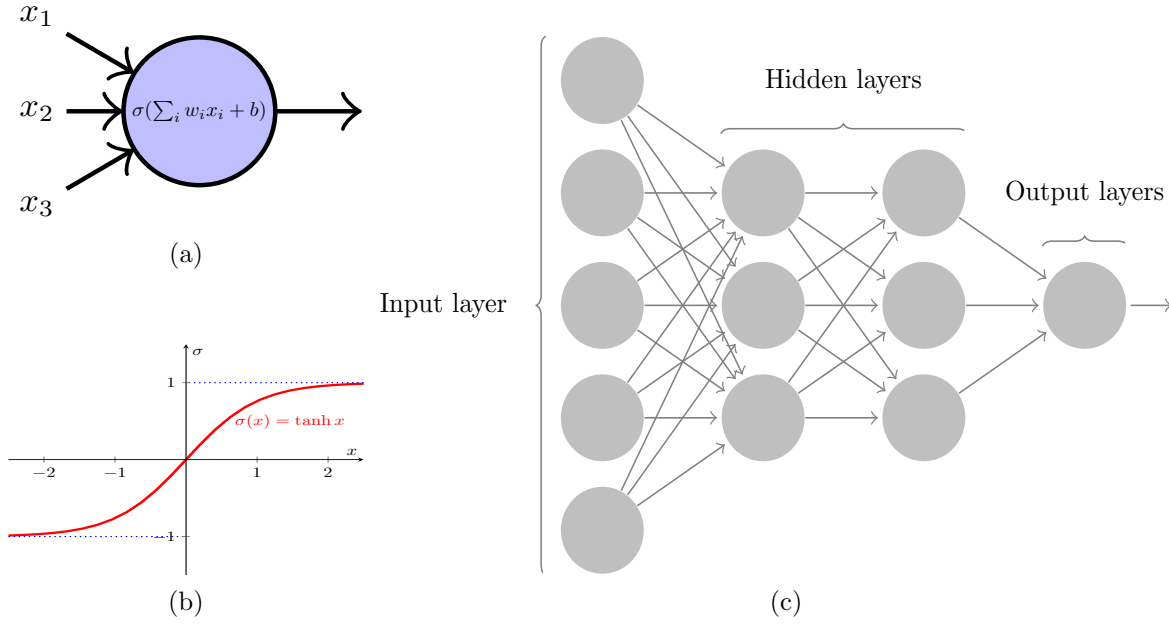 x₁
x₂
x₃
σ(∑ᵢ wᵢxᵢ + b)
(a)
σ
1
σ(x) = tanh x
x
−2
−1
1
2
−1
(b)
Hidden layers
Output layers
Input layer
(c)